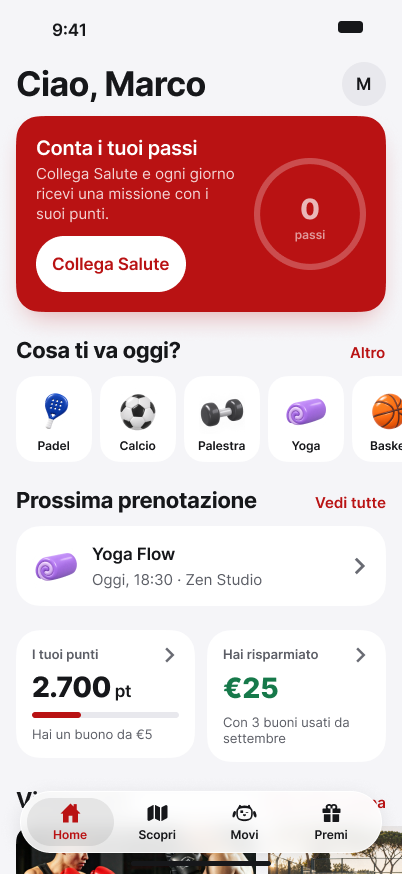 9:41
Ciao, Marco
M
Conta i tuoi passi
Collega Salute e ogni giorno
ricevi una missione con i
suoi punti.
Collega Salute
0
passi
Cosa ti va oggi?
Altro
Padel
Calcio
Palestra
Yoga
Baske
Prossima prenotazione
Vedi tutte
Yoga Flow
Oggi, 18:30 · Zen Studio
I tuoi punti
2.700 pt
Hai un buono da €5
Hai risparmiato
€25
Con 3 buoni usati da
settembre
Home
Scopri
Movi
Premi